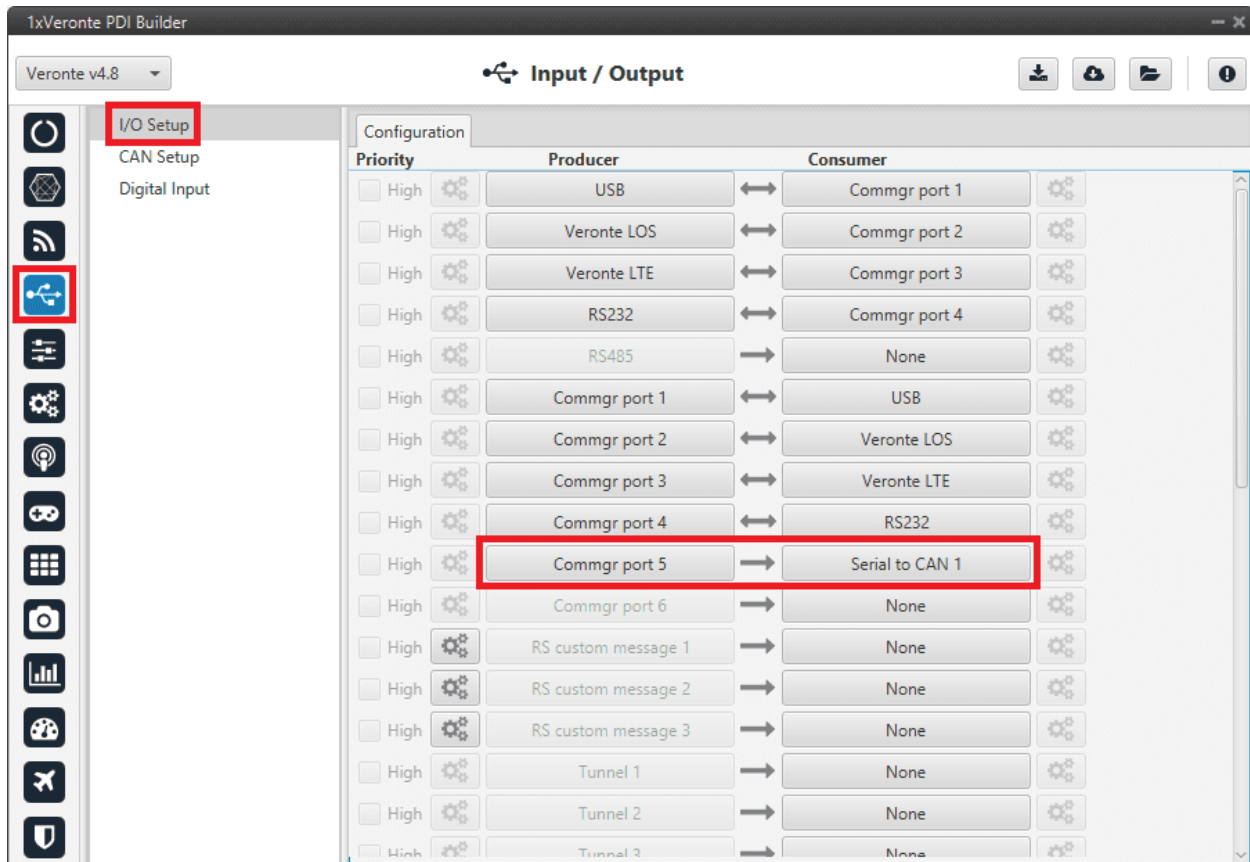 1xVeronte PDI Builder
Veronte v4.8 Input / Output
I/O Setup
CAN Setup
Digital Input
Configuration
Priority Producer Consumer
High USB Commgr port 1
High Veronte LOS Commgr port 2
High Veronte LTE Commgr port 3
High RS232 Commgr port 4
High RS485 None
High Commgr port 1 USB
High Commgr port 2 Veronte LOS
High Commgr port 3 Veronte LTE
High Commgr port 4 RS232
High Commgr port 5 Serial to CAN 1
High Commgr port 6 None
High RS custom message 1 None
High RS custom message 2 None
High RS custom message 3 None
High Tunnel 1 None
High Tunnel 2 None
High Tunnel 3 None